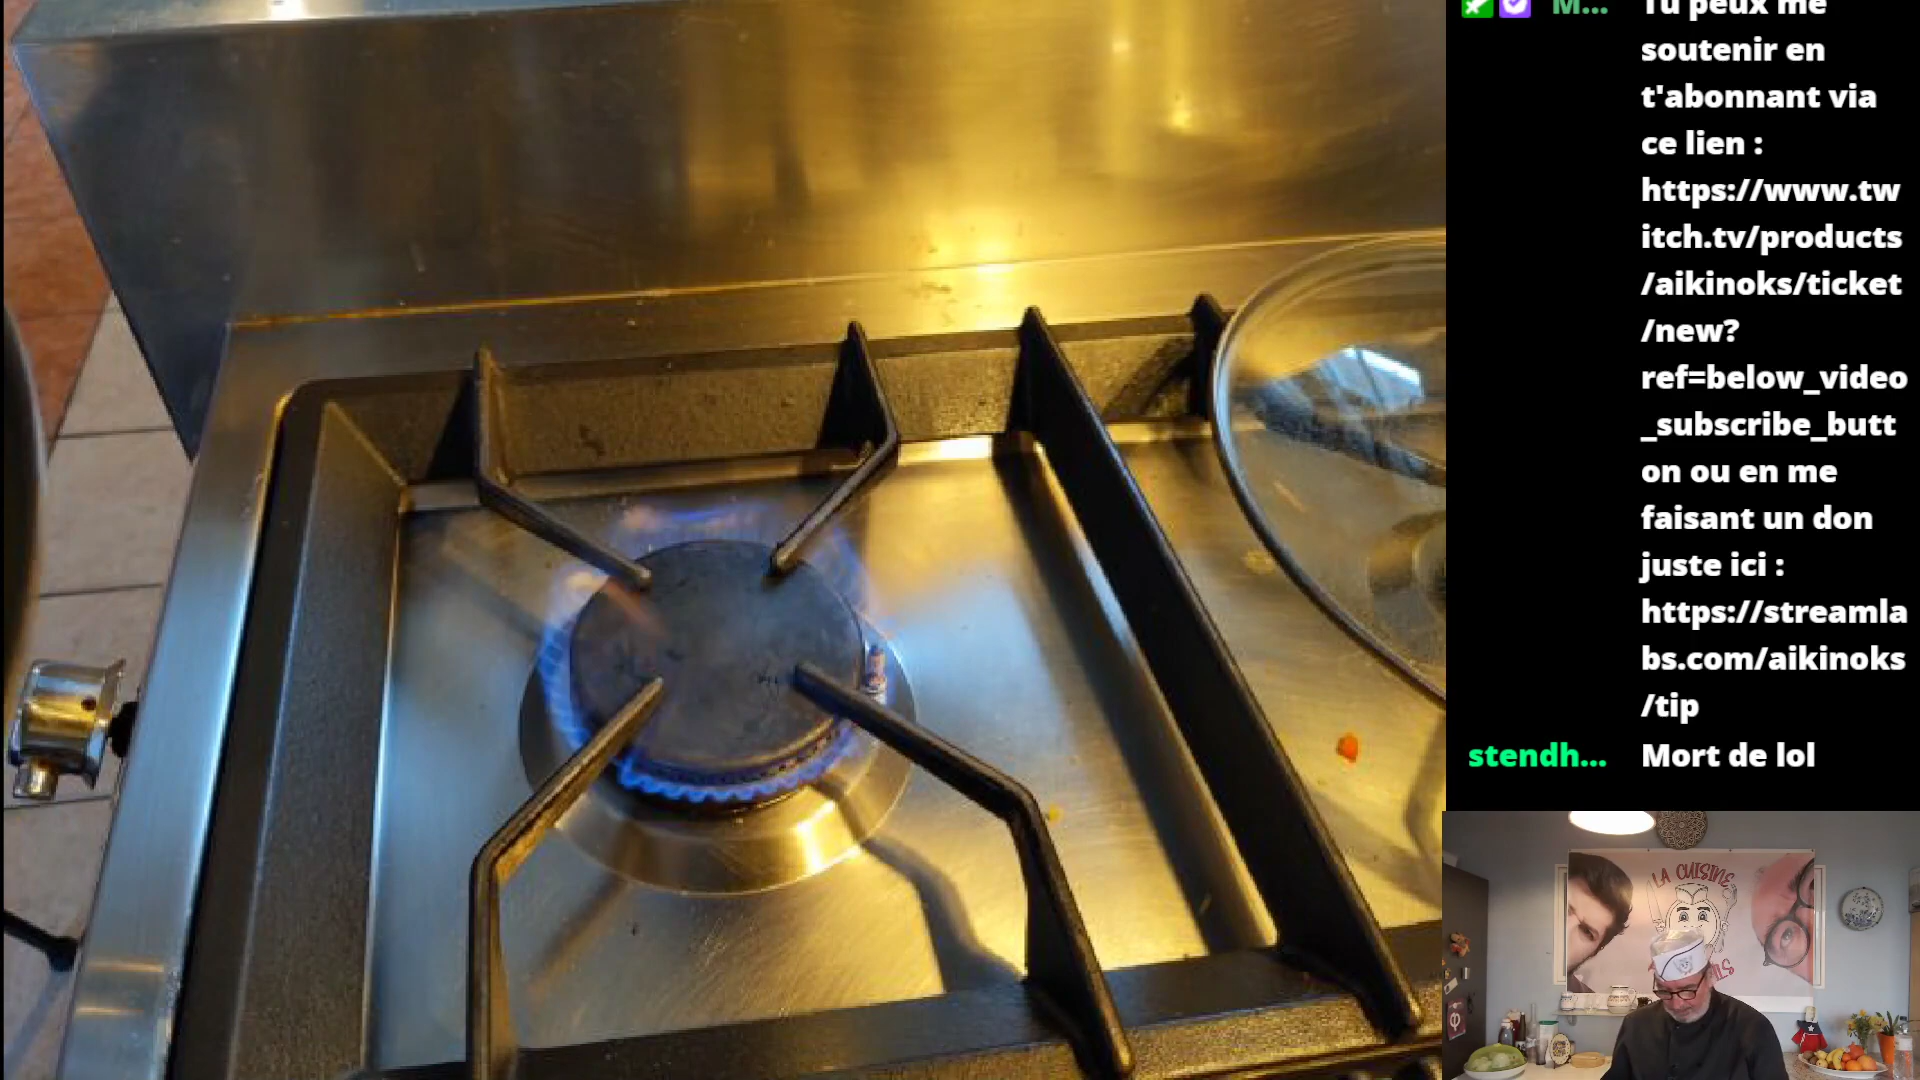 M... Tu peux me
soutenir en
t'abonnant via
ce lien :
https://www.tw
itch.tv/products
/aikinoks/ticket
/new?
ref=below_video
_subscribe_butt
on ou en me
faisant un don
juste ici :
https://streamla
bs.com/aikinoks
/tip
stendh... Mort de lol
LA CUISINE